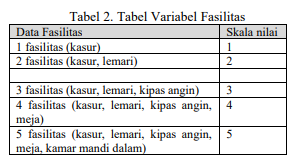 Tabel 2. Tabel Variabel Fasilitas
Data Fasilitas Skala nilai
1 fasilitas (kasur) 1
2 fasilitas (kasur, lemari) 2
3 fasilitas (kasur, lemari, kipas angin) 3
4 fasilitas (kasur, lemari, kipas angin, 4
meja)
5 fasilitas (kasur, lemari, kipas angin, 5
meja, kamar mandi dalam)